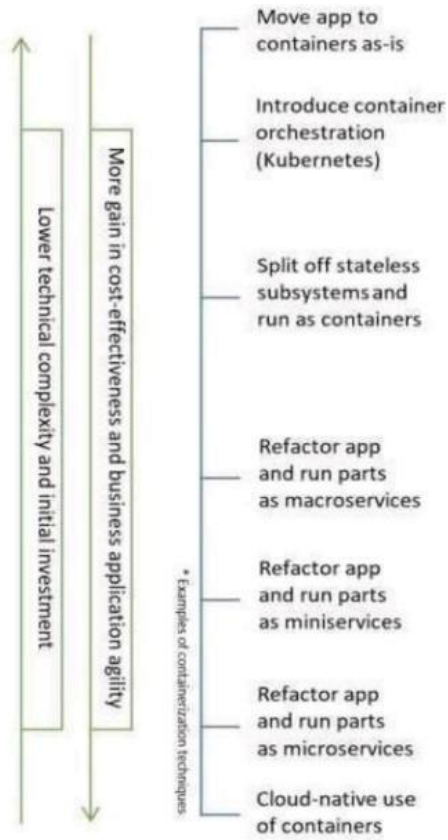 Move app to
containers as-is
Introduce container
orchestration
(Kubernetes)
Split off stateless
subsystems and
run as containers
Refactor app
and run parts
as macroservices
Refactor app
and run parts
as miniservices
Refactor app
and run parts
as microservices
Cloud-native use
of containers
Lower technical complexity and initial investment
More gain in cost-effectiveness and business application agility
* Examples of containerization techniques